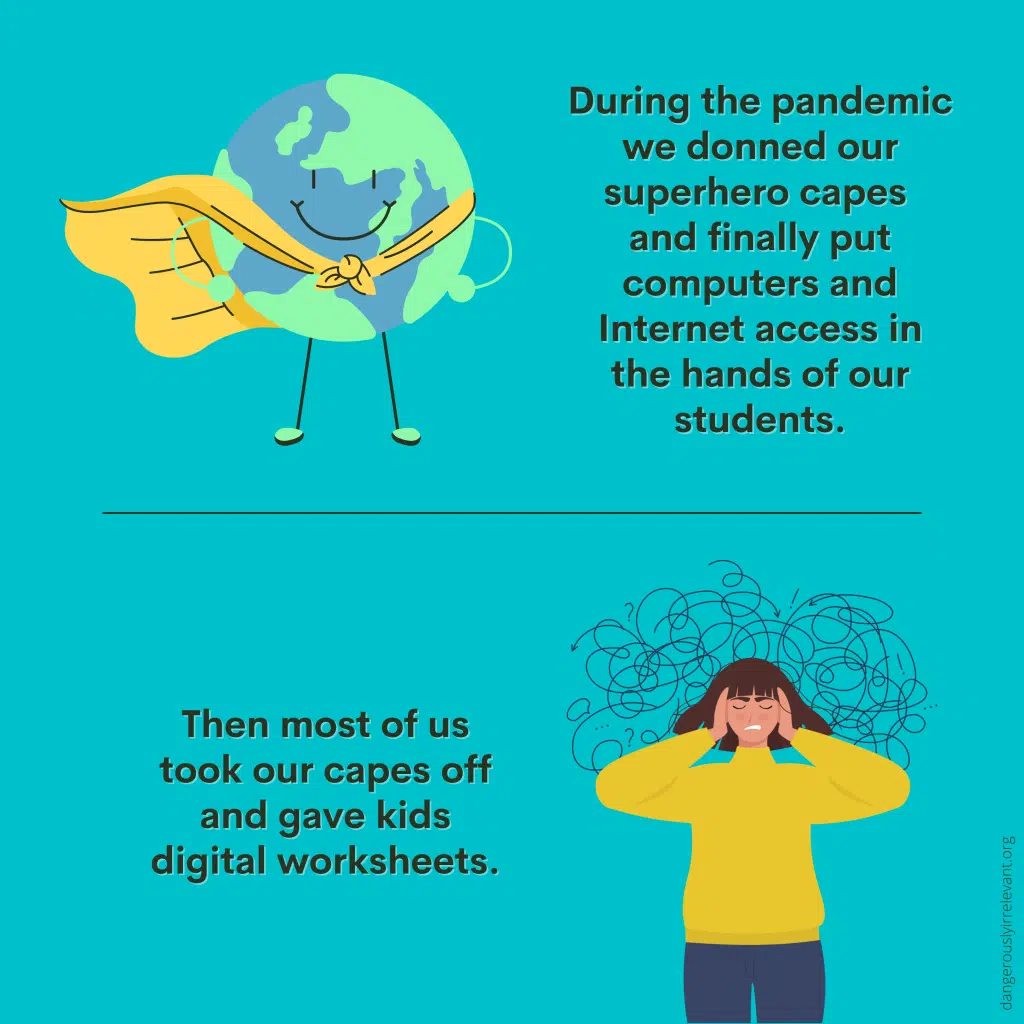 During the pandemic
we donned our
superhero capes
and finally put
computers and
Internet access in
the hands of our
students.
Then most of us
took our capes off
and gave kids
digital worksheets.
dangerouslyirrelevant.org